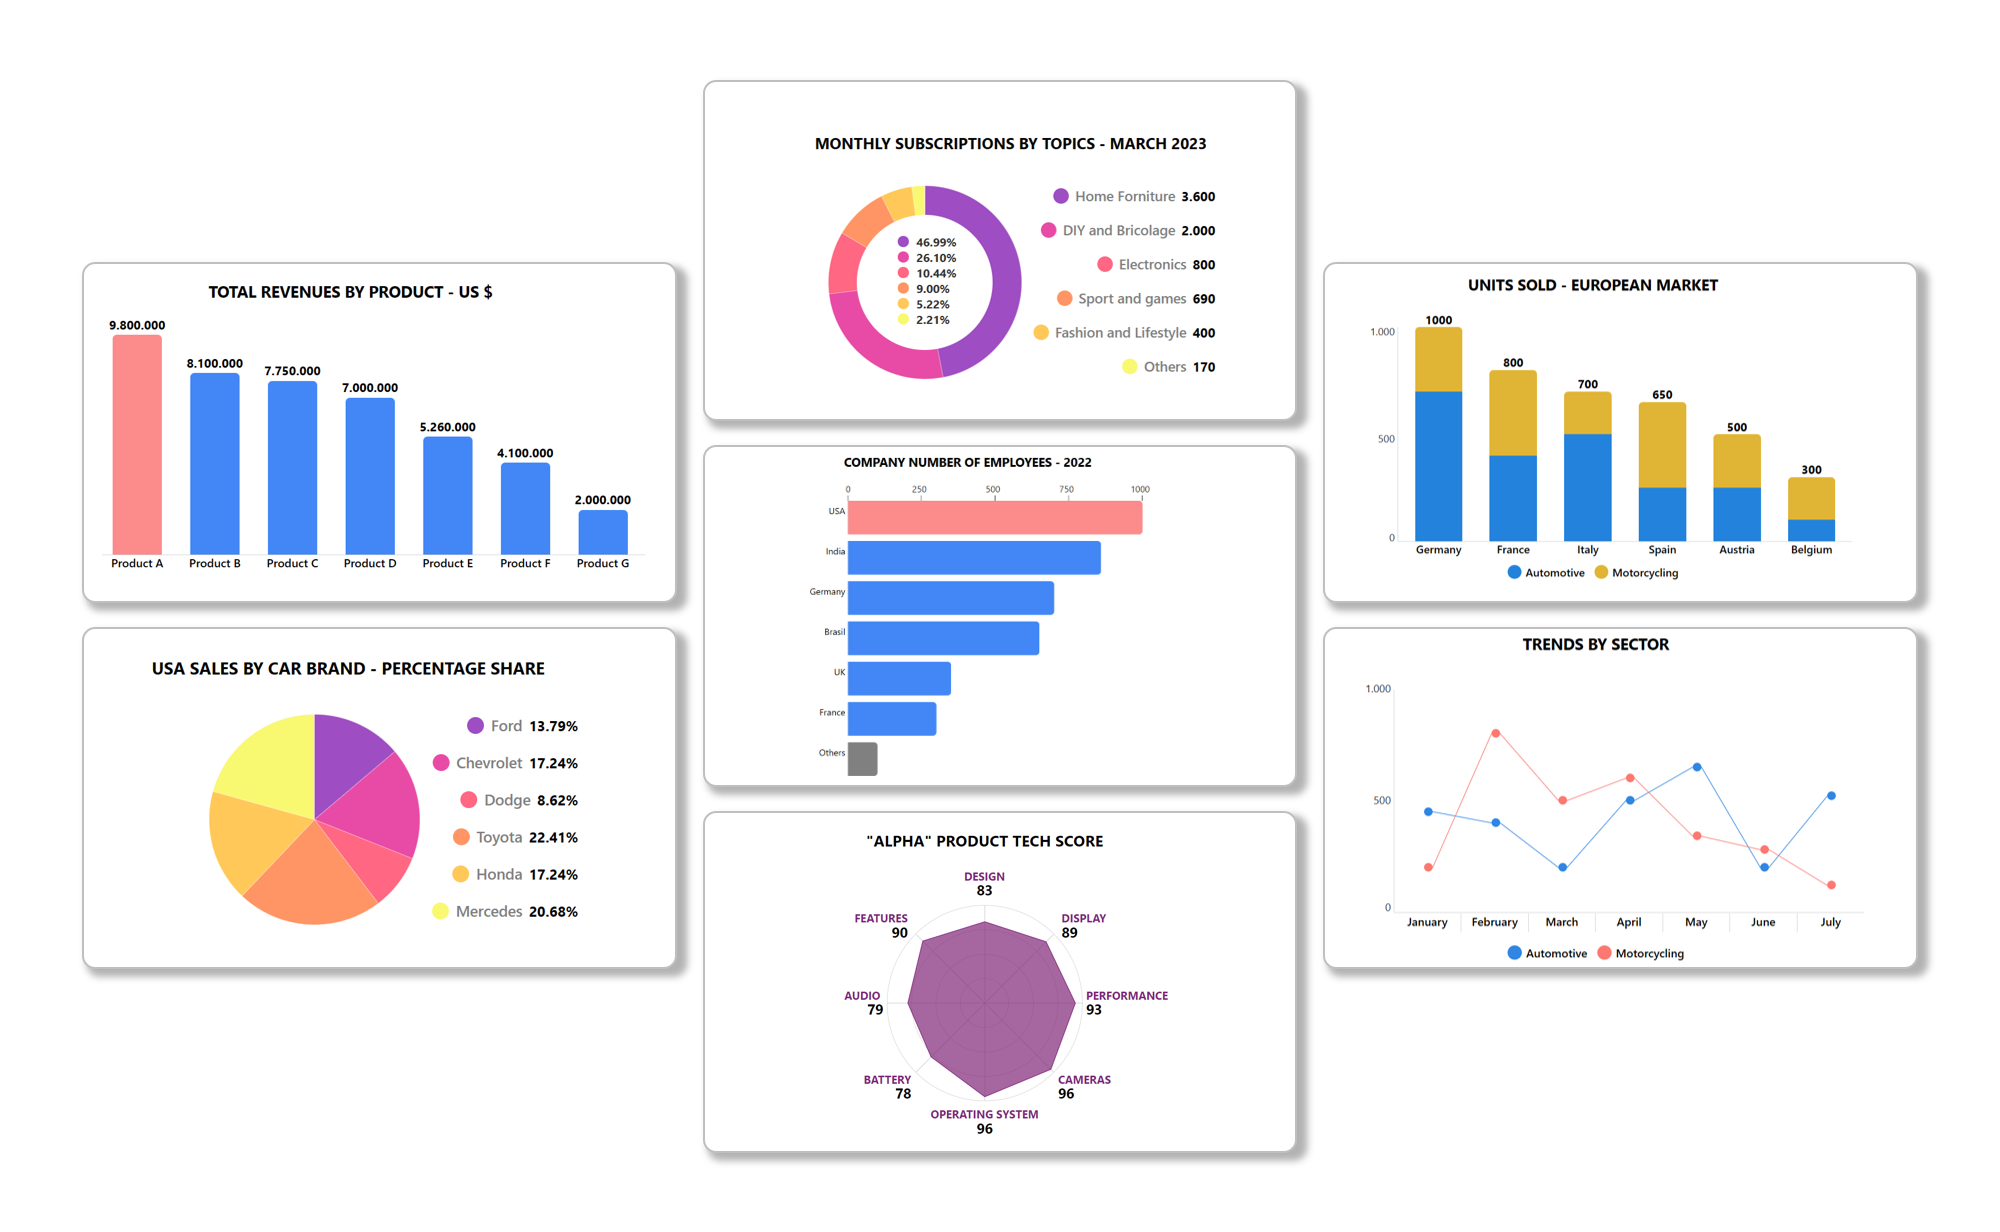 TOTAL REVENUES BY PRODUCT - US $
9.800.000
8.100.000
7.750.000
7.000.000
5.260.000
4.100.000
2.000.000
Product A Product B Product C Product D Product E Product F Product G
USA SALES BY CAR BRAND - PERCENTAGE SHARE
Ford 13.79%
Chevrolet 17.24%
Dodge 8.62%
Toyota 22.41%
Honda 17.24%
Mercedes 20.68%
MONTHLY SUBSCRIPTIONS BY TOPICS - MARCH 2023
46.99%
26.10%
10.44%
9.00%
5.22%
2.21%
Home Forniture 3.600
DIY and Bricolage 2.000
Electronics 800
Sport and games 690
Fashion and Lifestyle 400
Others 170
COMPANY NUMBER OF EMPLOYEES - 2022
0 250 500 750 1000
USA
India
Germany
Brasil
UK
France
Others
"ALPHA" PRODUCT TECH SCORE
DESIGN
83
FEATURES
90
DISPLAY
89
AUDIO
79
PERFORMANCE
93
BATTERY
78
CAMERAS
96
OPERATING SYSTEM
96
UNITS SOLD - EUROPEAN MARKET
1.000
500
0
1000
800
700
650
500
300
Germany France Italy Spain Austria Belgium
Automotive Motorcycling
TRENDS BY SECTOR
1.000
500
0
January February March April May June July
Automotive Motorcycling